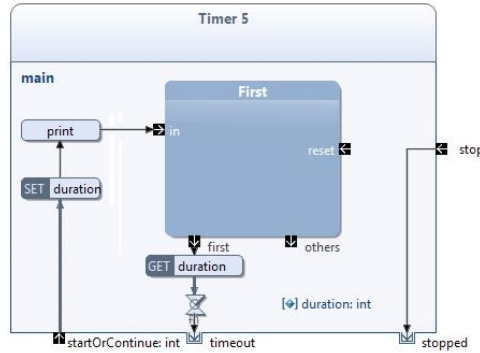 Timer 5
main
First
print
in
reset
stop
SET duration
first
others
GET duration
[◈] duration: int
startOrContinue: int
timeout
stopped